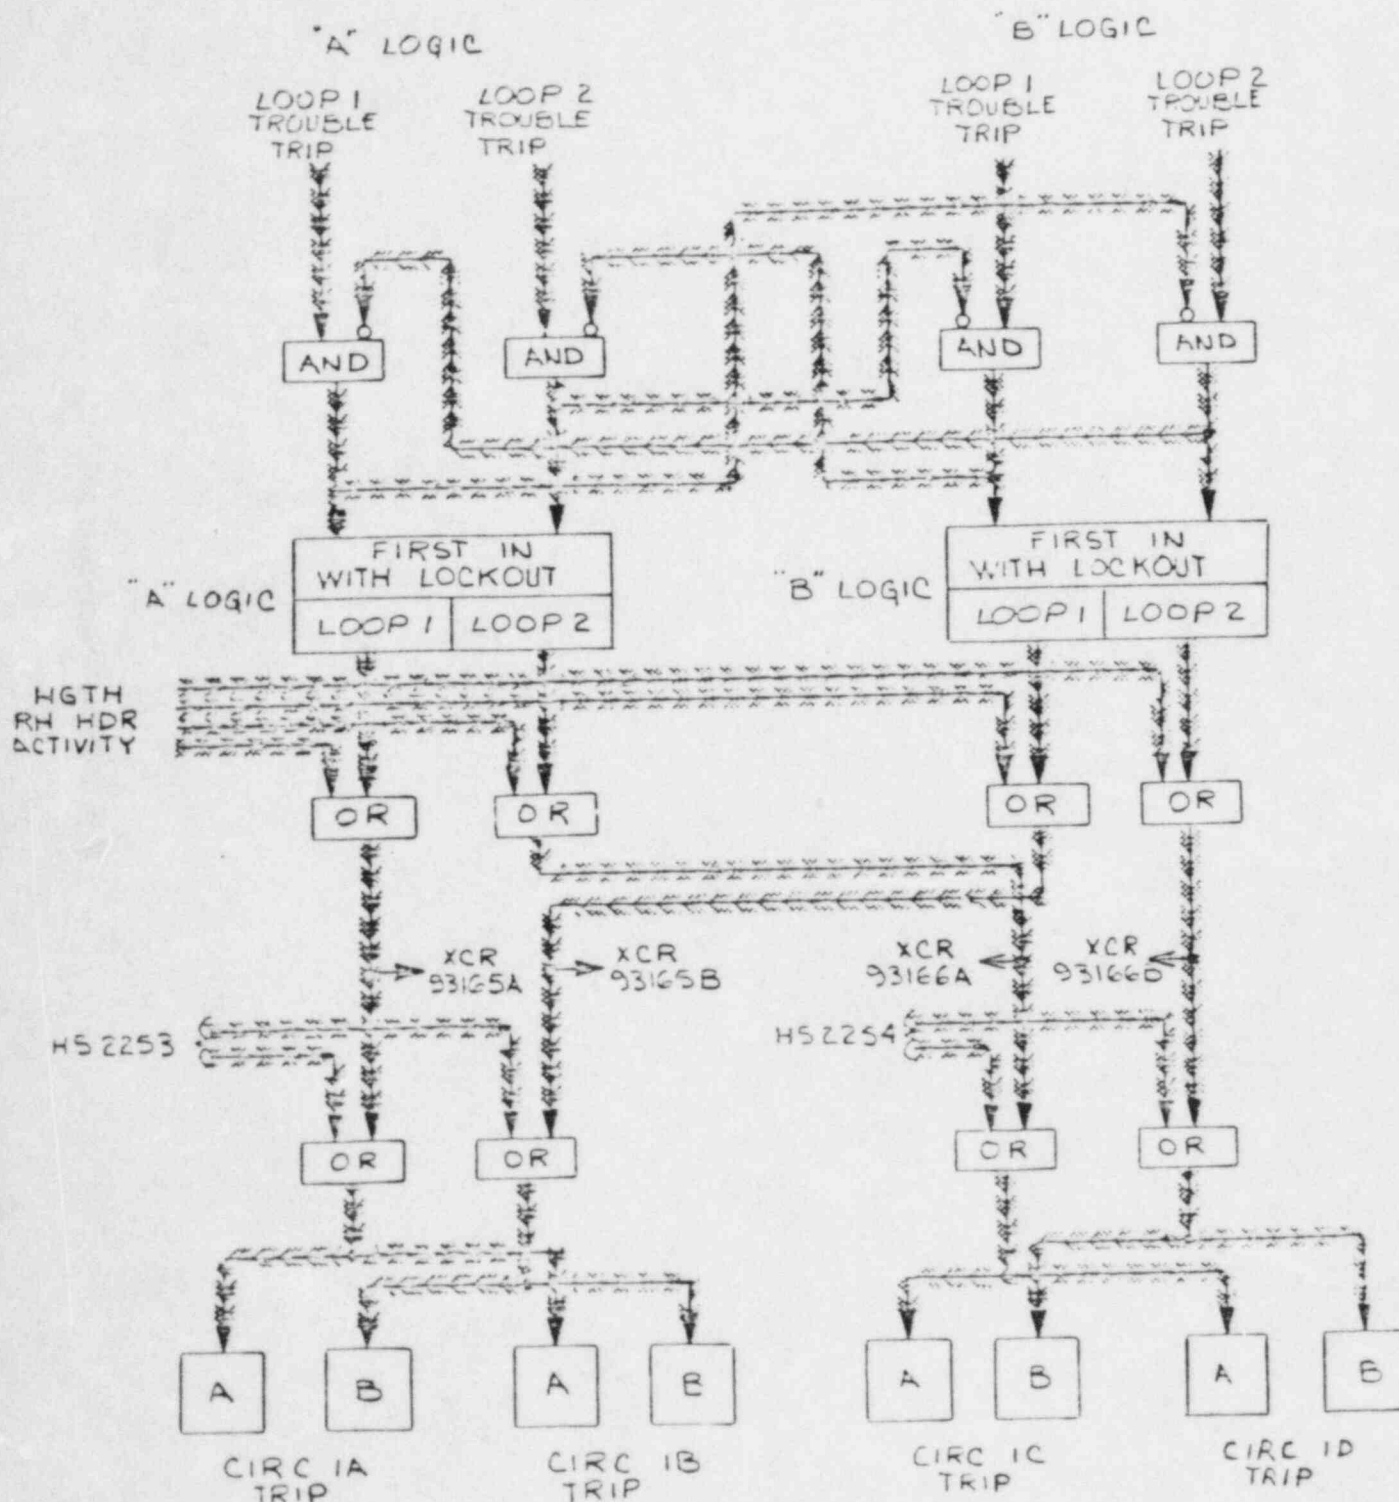 "A" LOGIC
"B" LOGIC
LOOP 1
TROUBLE
TRIP
LOOP 2
TROUBLE
TRIP
LOOP 1
TROUBLE
TRIP
LOOP 2
TROUBLE
TRIP
AND
AND
AND
AND
"A" LOGIC
FIRST IN
WITH LOCKOUT
LOOP 1
LOOP 2
"B" LOGIC
FIRST IN
WITH LOCKOUT
LOOP 1
LOOP 2
HGTH
RH HDR
ACTIVITY
OR
OR
OR
OR
XCR
93165A
XCR
93165B
XCR
93166A
XCR
93166D
HS 2253
HS 2254
OR
OR
OR
OR
A
B
A
B
A
B
A
B
CIRC 1A
TRIP
CIRC 1B
TRIP
CIRC 1C
TRIP
CIRC 1D
TRIP